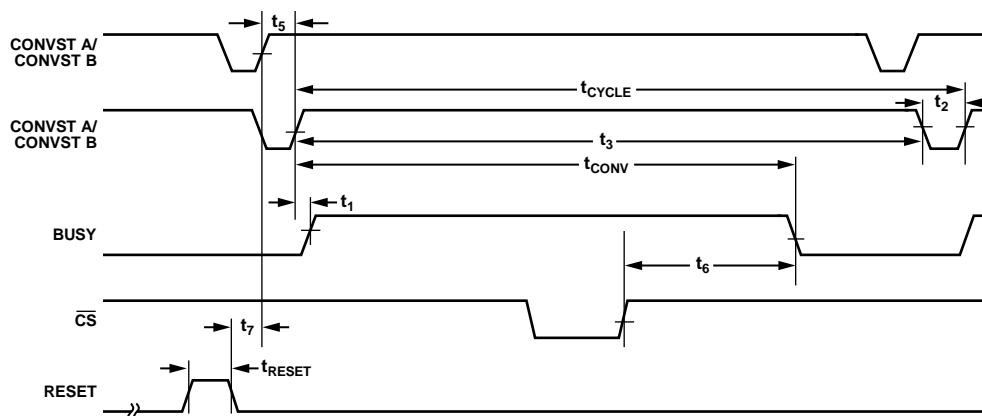 t5
CONVST A/
CONVST B
tCYCLE
t2
CONVST A/
CONVST B
t3
tCONV
t1
BUSY
t6
CS
t7
tRESET
RESET